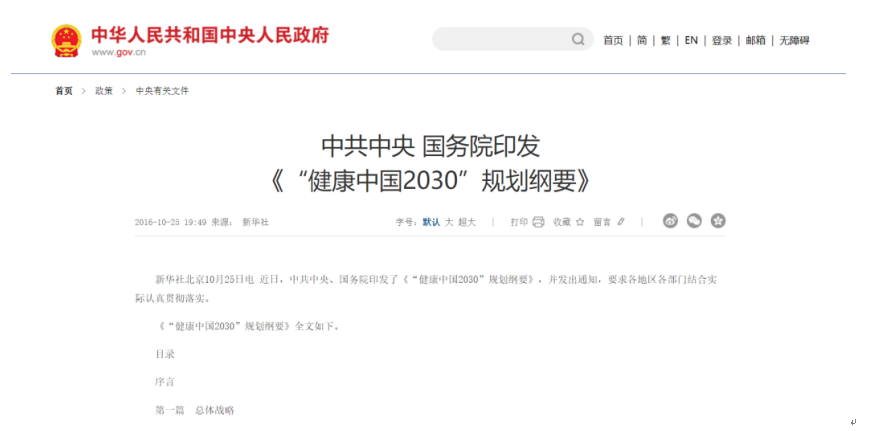 中华人民共和国中央人民政府
www.gov.cn
首页 | 简 | 繁 | EN | 登录 | 邮箱 | 无障碍
首页 > 政策 > 中央有关文件
中共中央 国务院印发
《“健康中国2030”规划纲要》
2016-10-25 19:49 来源： 新华社
字号：默认 大 超大 | 打印 收藏 留言 |
新华社北京10月25日电 近日，中共中央、国务院印发了《“健康中国2030”规划纲要》，并发出通知，要求各地区各部门结合实
际认真贯彻落实。
《“健康中国2030”规划纲要》全文如下。
目录
序言
第一篇 总体战略